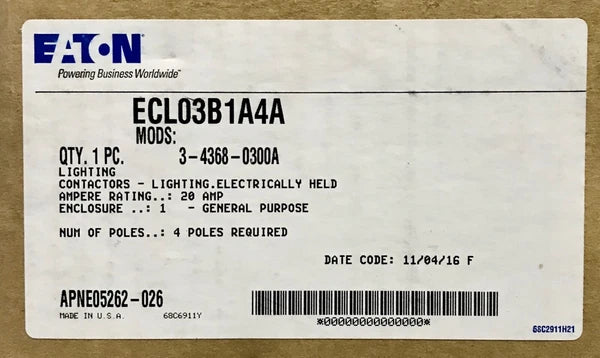 EATON
Powering Business Worldwide™
ECL03B1A4A
MODS:
QTY. 1 PC. 3-4368-0300A
LIGHTING
CONTACTORS - LIGHTING.ELECTRICALLY HELD
AMPERE RATING..: 20 AMP
ENCLOSURE ..: 1 - GENERAL PURPOSE
NUM OF POLES..: 4 POLES REQUIRED
DATE CODE: 11/04/16 F
APNE05262-026
MADE IN U.S.A. 68C6911Y
*00000000000000*
68C2911H21